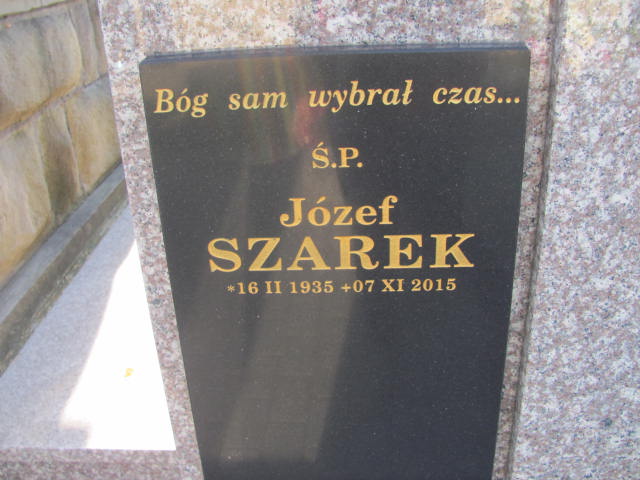 Bóg sam wybrał czas...
Ś.P.
Józef
SZAREK
*16 II 1935 +07 XI 2015